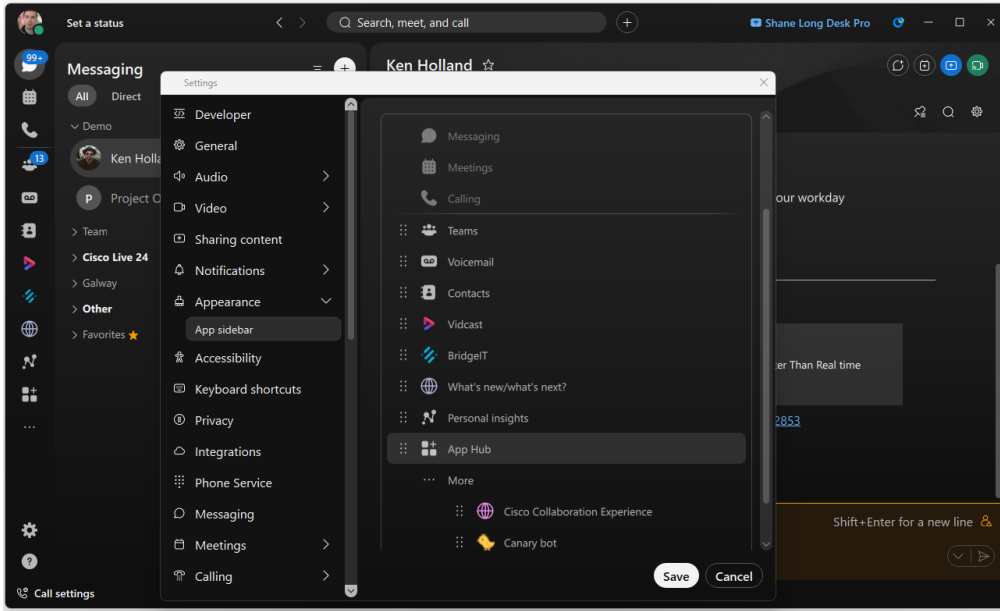 Set a status
Search, meet, and call
Shane Long Desk Pro
99+
Messaging
All
Direct
Demo
Ken Holla
P
Project O
Team
Cisco Live 24
Galway
Other
Favorites
13
Call settings
Ken Holland
our workday
ter Than Real time
2853
Shift+Enter for a new line
Settings
Developer
General
Audio
Video
Sharing content
Notifications
Appearance
App sidebar
Accessibility
Keyboard shortcuts
Privacy
Integrations
Phone Service
Messaging
Meetings
Calling
Messaging
Meetings
Calling
Teams
Voicemail
Contacts
Vidcast
BridgeIT
What's new/what's next?
Personal insights
App Hub
More
Cisco Collaboration Experience
Canary bot
Save
Cancel